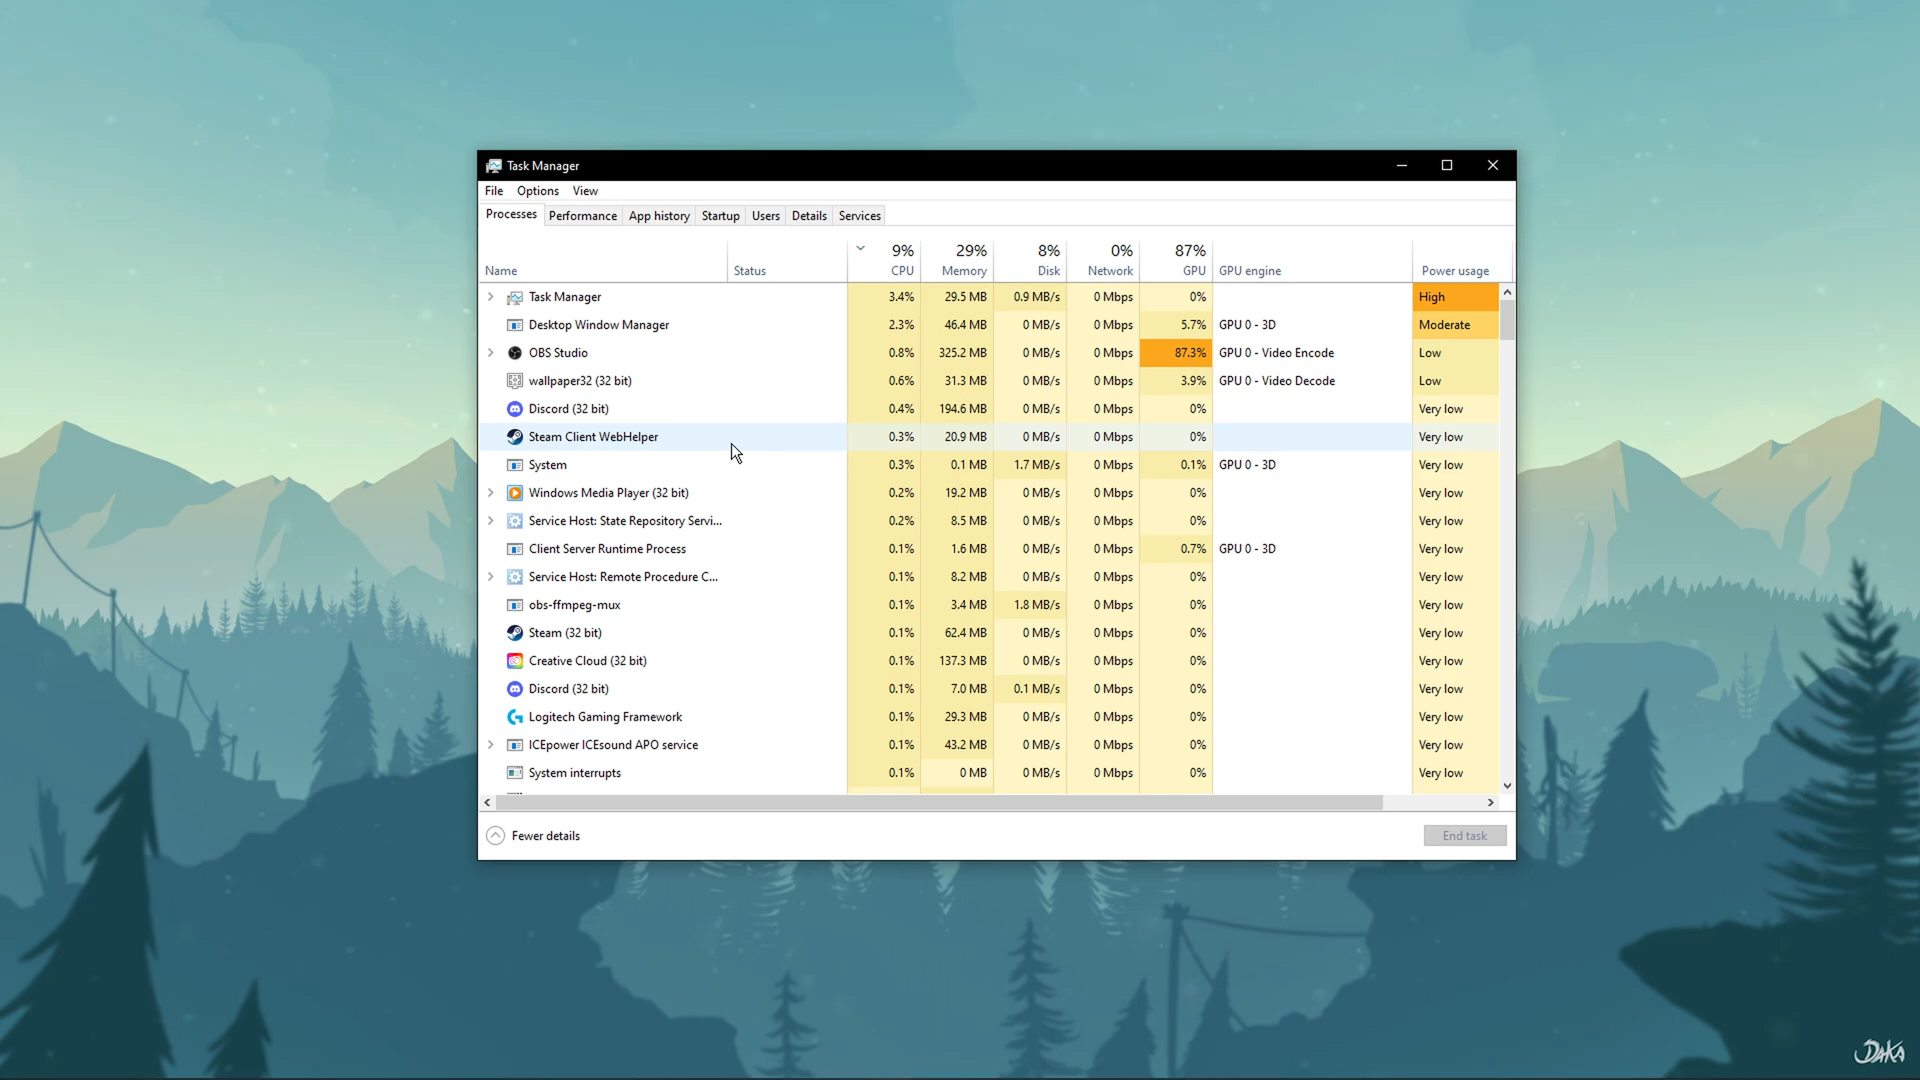 Task Manager
File Options View
Processes Performance App history Startup Users Details Services
9% 29% 8% 0% 87%
Name Status CPU Memory Disk Network GPU GPU engine Power usage
Task Manager 3.4% 29.5 MB 0.9 MB/s 0 Mbps 0% High
Desktop Window Manager 2.3% 46.4 MB 0 MB/s 0 Mbps 5.7% GPU 0 - 3D Moderate
OBS Studio 0.8% 325.2 MB 0 MB/s 0 Mbps 87.3% GPU 0 - Video Encode Low
wallpaper32 (32 bit) 0.6% 31.3 MB 0 MB/s 0 Mbps 3.9% GPU 0 - Video Decode Low
Discord (32 bit) 0.4% 194.6 MB 0 MB/s 0 Mbps 0% Very low
Steam Client WebHelper 0.3% 20.9 MB 0 MB/s 0 Mbps 0% Very low
System 0.3% 0.1 MB 1.7 MB/s 0 Mbps 0.1% GPU 0 - 3D Very low
Windows Media Player (32 bit) 0.2% 19.2 MB 0 MB/s 0 Mbps 0% Very low
Service Host: State Repository Servi... 0.2% 8.5 MB 0 MB/s 0 Mbps 0% Very low
Client Server Runtime Process 0.1% 1.6 MB 0 MB/s 0 Mbps 0.7% GPU 0 - 3D Very low
Service Host: Remote Procedure C... 0.1% 8.2 MB 0 MB/s 0 Mbps 0% Very low
obs-ffmpeg-mux 0.1% 3.4 MB 1.8 MB/s 0 Mbps 0% Very low
Steam (32 bit) 0.1% 62.4 MB 0 MB/s 0 Mbps 0% Very low
Creative Cloud (32 bit) 0.1% 137.3 MB 0 MB/s 0 Mbps 0% Very low
Discord (32 bit) 0.1% 7.0 MB 0.1 MB/s 0 Mbps 0% Very low
Logitech Gaming Framework 0.1% 29.3 MB 0 MB/s 0 Mbps 0% Very low
ICEpower ICEsound APO service 0.1% 43.2 MB 0 MB/s 0 Mbps 0% Very low
System interrupts 0.1% 0 MB 0 MB/s 0 Mbps 0% Very low
Fewer details End task
DAKA